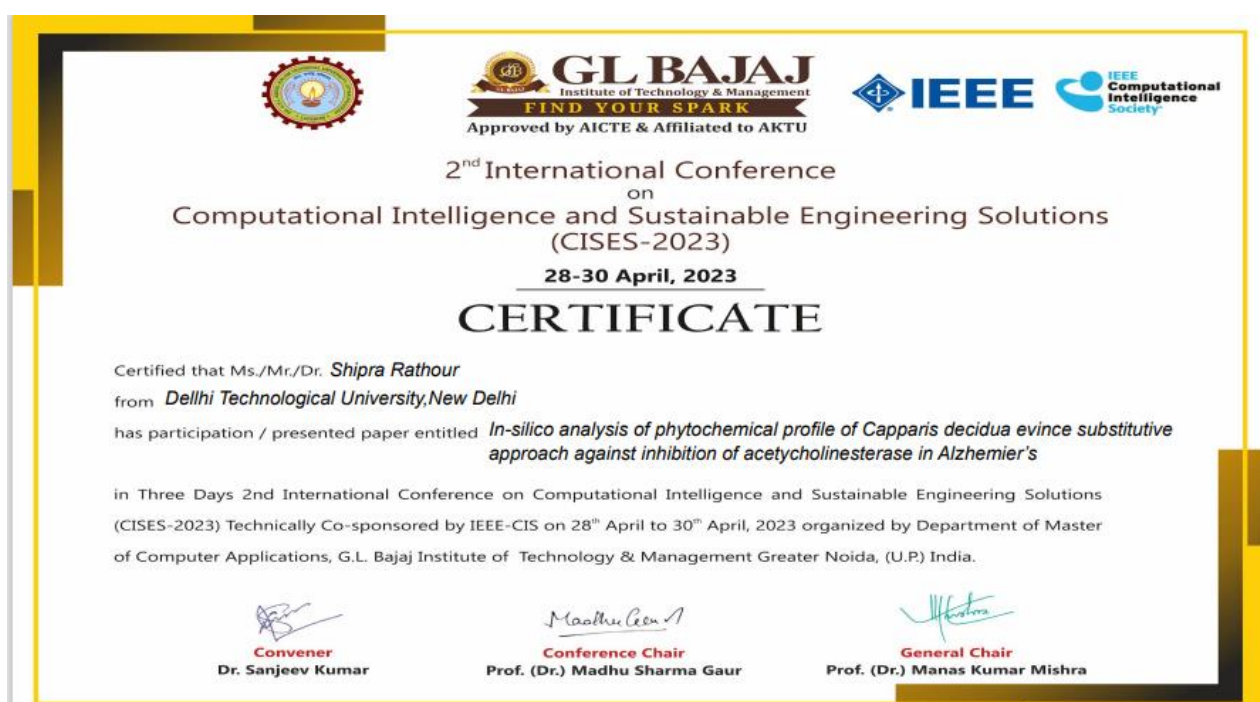 GL BAJAJ
Institute of Technology & Management
FIND YOUR SPARK
Approved by AICTE & Affiliated to AKTU
IEEE
IEEE
Computational
Intelligence
Society
2nd International Conference
on
Computational Intelligence and Sustainable Engineering Solutions
(CISES-2023)
28-30 April, 2023
CERTIFICATE
Certified that Ms./Mr./Dr. Shipra Rathour
from Dellhi Technological University,New Delhi
has participation / presented paper entitled In-silico analysis of phytochemical profile of Capparis decidua evince substitutive
approach against inhibition of acetycholinesterase in Alzhemier's
in Three Days 2nd International Conference on Computational Intelligence and Sustainable Engineering Solutions
(CISES-2023) Technically Co-sponsored by IEEE-CIS on 28th April to 30th April, 2023 organized by Department of Master
of Computer Applications, G.L. Bajaj Institute of Technology & Management Greater Noida, (U.P.) India.
Convener
Dr. Sanjeev Kumar
Conference Chair
Prof. (Dr.) Madhu Sharma Gaur
General Chair
Prof. (Dr.) Manas Kumar Mishra